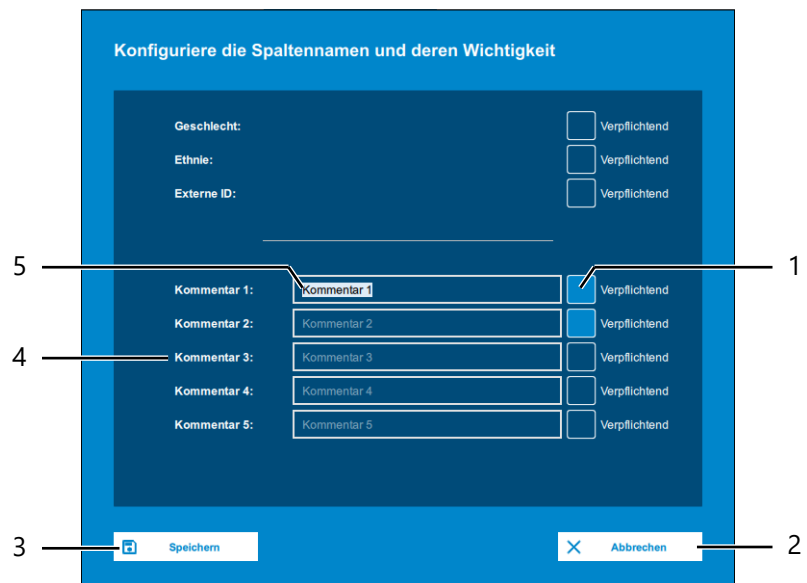 Konfiguriere die Spaltennamen und deren Wichtigkeit
Geschlecht: Verpflichtend
Ethnie: Verpflichtend
Externe ID: Verpflichtend
5 1
Kommentar 1: Kommentar 1 Verpflichtend
Kommentar 2: Kommentar 2 Verpflichtend
4 Kommentar 3: Kommentar 3 Verpflichtend
Kommentar 4: Kommentar 4 Verpflichtend
Kommentar 5: Kommentar 5 Verpflichtend
3 Speichern Abbrechen 2